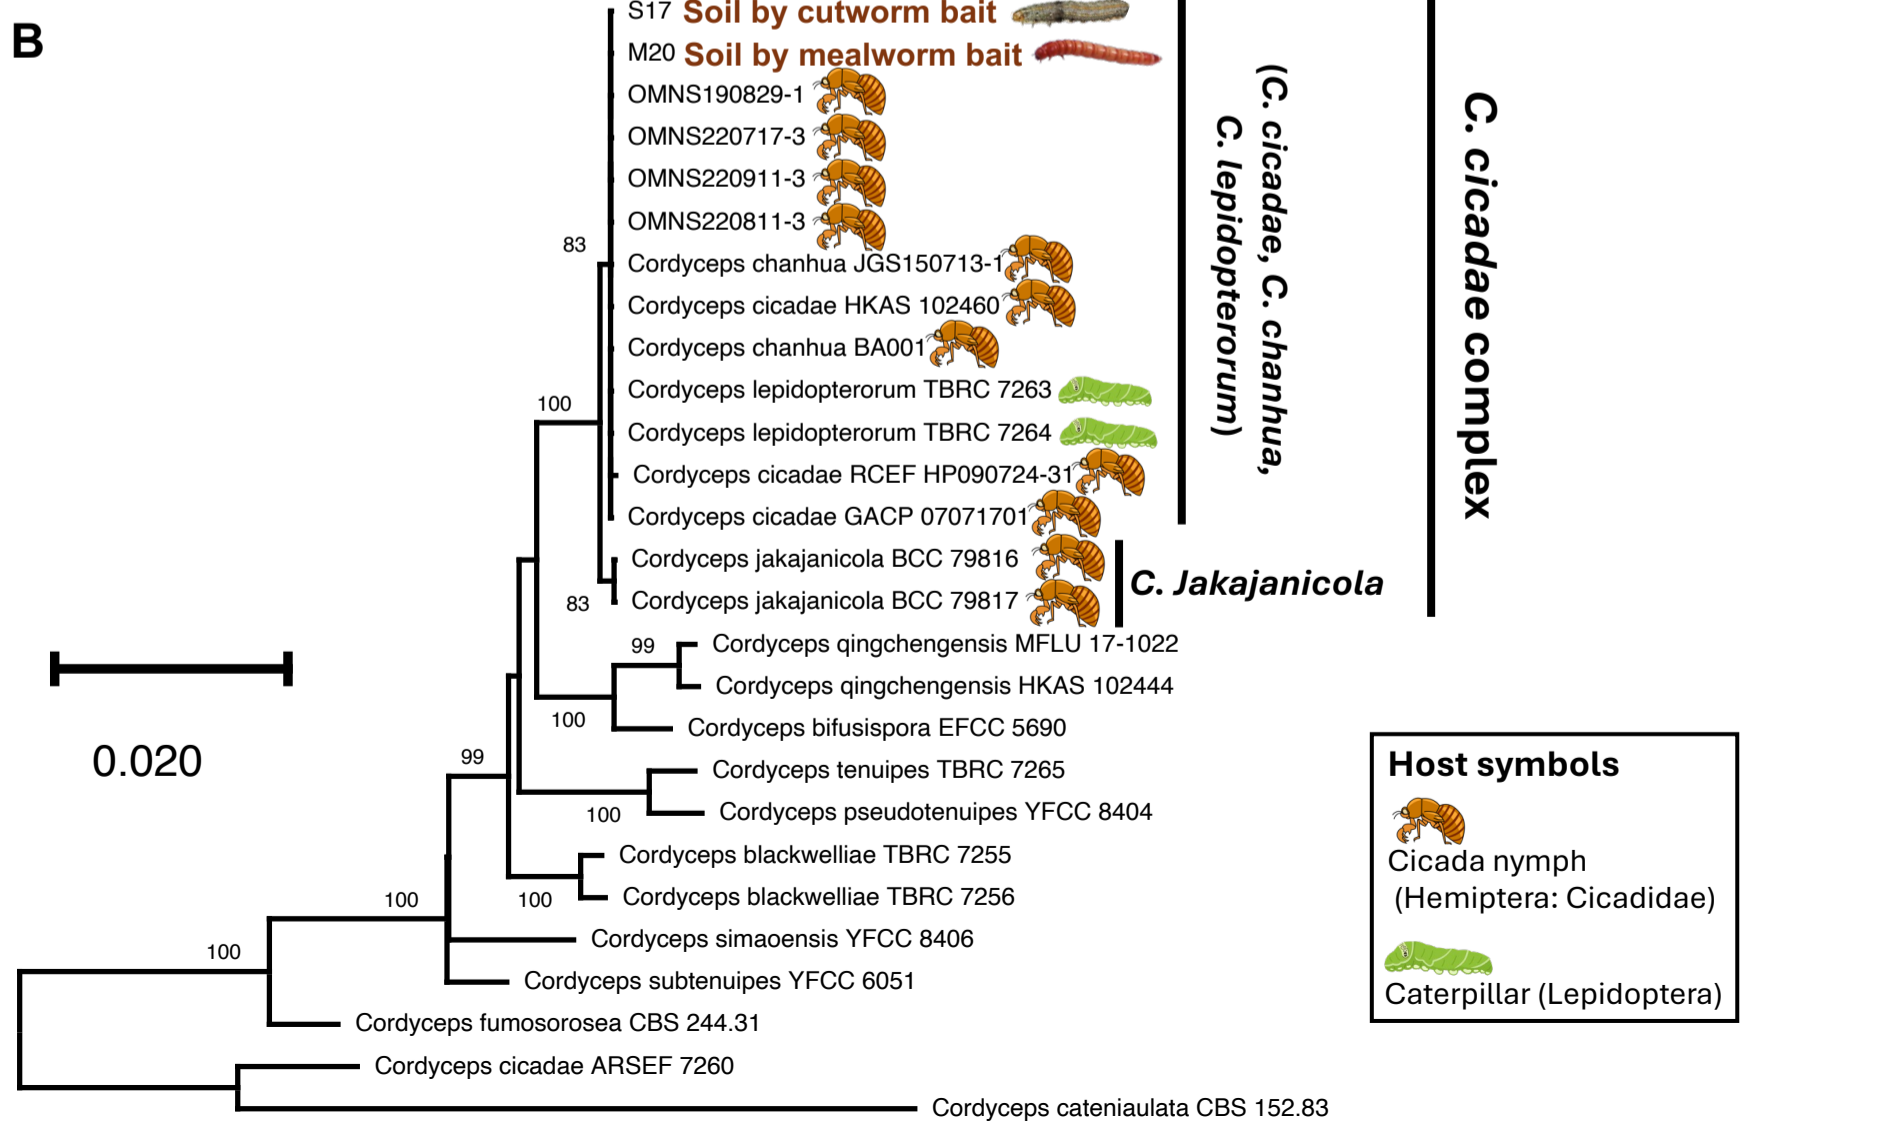 B
S17 Soil by cutworm bait
M20 Soil by mealworm bait
OMNS190829-1
OMNS220717-3
OMNS220911-3
OMNS220811-3
83
Cordyceps chanhua JGS150713-1
Cordyceps cicadae HKAS 102460
Cordyceps chanhua BA001
Cordyceps lepidopterorum TBRC 7263
100
Cordyceps lepidopterorum TBRC 7264
Cordyceps cicadae RCEF HP090724-31
Cordyceps cicadae GACP 07071701
(C. cicadae, C. chanhua,
C. lepidopterorum)
C. cicadae complex
Cordyceps jakajanicola BCC 79816
Cordyceps jakajanicola BCC 79817
83
C. Jakajanicola
99
Cordyceps qingchengensis MFLU 17-1022
Cordyceps qingchengensis HKAS 102444
100
Cordyceps bifusispora EFCC 5690
0.020
99
Cordyceps tenuipes TBRC 7265
100
Cordyceps pseudotenuipes YFCC 8404
Cordyceps blackwelliae TBRC 7255
100
Cordyceps blackwelliae TBRC 7256
100
Cordyceps simaoensis YFCC 8406
100
Cordyceps subtenuipes YFCC 6051
Cordyceps fumosorosea CBS 244.31
Cordyceps cicadae ARSEF 7260
Cordyceps cateniaulata CBS 152.83
Host symbols
Cicada nymph
(Hemiptera: Cicadidae)
Caterpillar (Lepidoptera)